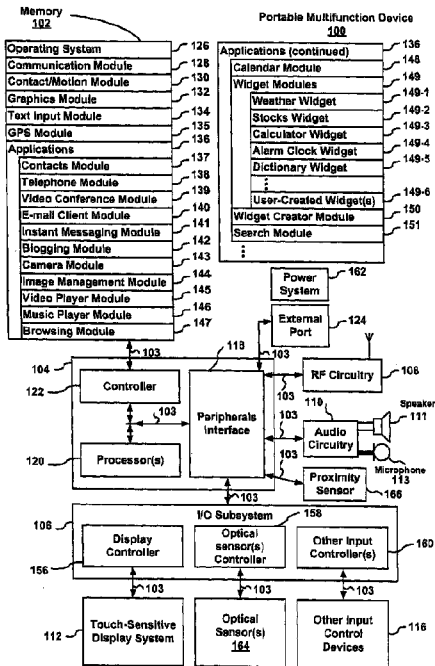 Memory
102
Operating System 126
Communication Module 128
Contact/Motion Module 130
Graphics Module 132
Text Input Module 134
GPS Module 135
Applications 136
Contacts Module 137
Telephone Module 138
Video Conference Module 139
E-mail Client Module 140
Instant Messaging Module 141
Blogging Module 142
Camera Module 143
Image Management Module 144
Video Player Module 145
Music Player Module 146
Browsing Module 147
Portable Multifunction Device
100
Applications (continued) 136
Calendar Module 148
Widget Modules 149
Weather Widget 149-1
Stocks Widget 149-2
Calculator Widget 149-3
Alarm Clock Widget 149-4
Dictionary Widget 149-5
User-Created Widget(s) 149-6
Widget Creator Module 150
Search Module 151
Power System 162
External Port 124
103
104
118
103
122
Controller
103
120
Processor(s)
Peripherals Interface
103
RF Circuitry 108
103
110
Audio Circuitry
Speaker
111
Microphone
113
103
Proximity Sensor 166
103
106
I/O Subsystem
158
Display Controller
156
Optical sensor(s) Controller
Other Input Controller(s) 160
103
103
103
112
Touch-Sensitive Display System
Optical Sensor(s)
164
Other Input Control Devices
116